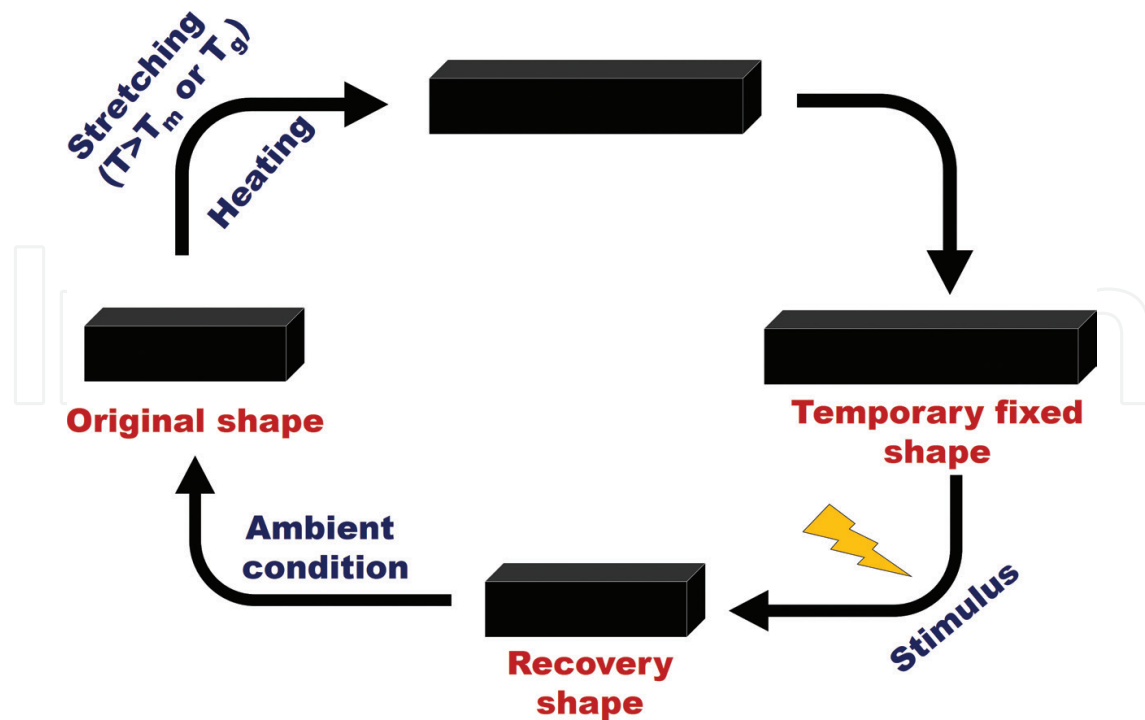 Stretching
(T>Tm or Tg)
Heating
Original shape
Temporary fixed
shape
Ambient
condition
Stimulus
Recovery
shape